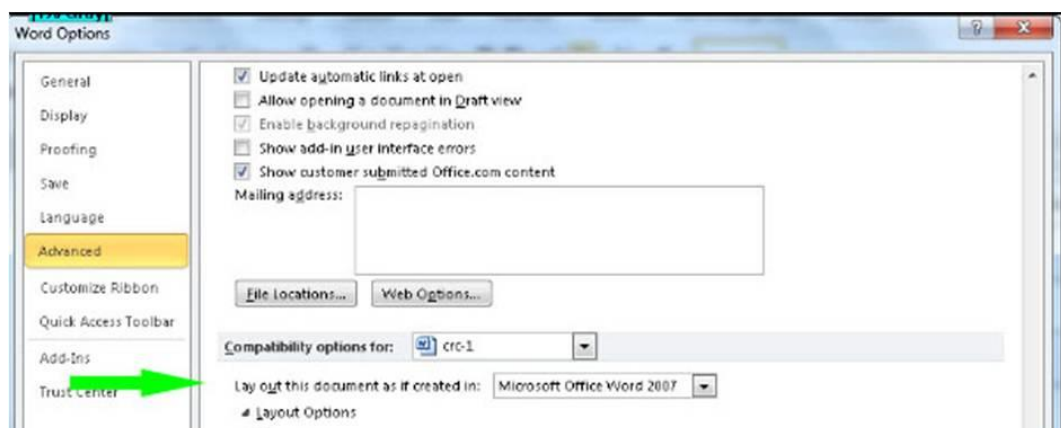 Word Options
General
Display
Proofing
Save
Language
Advanced
Customize Ribbon
Quick Access Toolbar
Add-Ins
Trust Center
Update automatic links at open
Allow opening a document in Draft view
Enable background repagination
Show add-in user interface errors
Show customer submitted Office.com content
Mailing address:
File Locations... Web Options...
Compatibility options for: crc-1
Lay out this document as if created in: Microsoft Office Word 2007
Layout Options